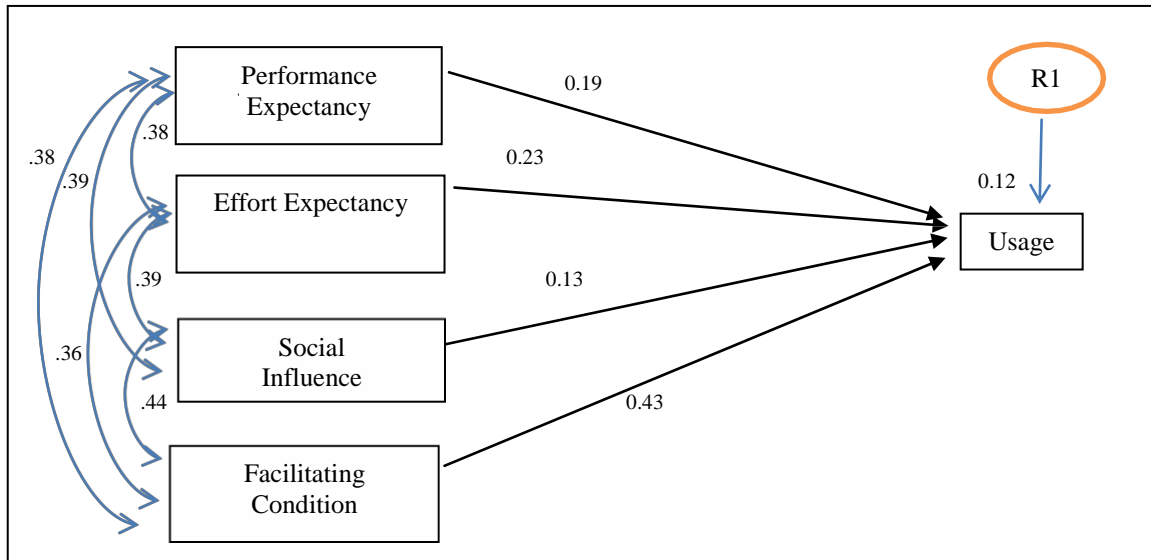 Performance
Expectancy
0.19
R1
.38
.38
.39
0.23
0.12
Effort Expectancy
Usage
.39
0.13
.36
Social
Influence
.44
0.43
Facilitating
Condition